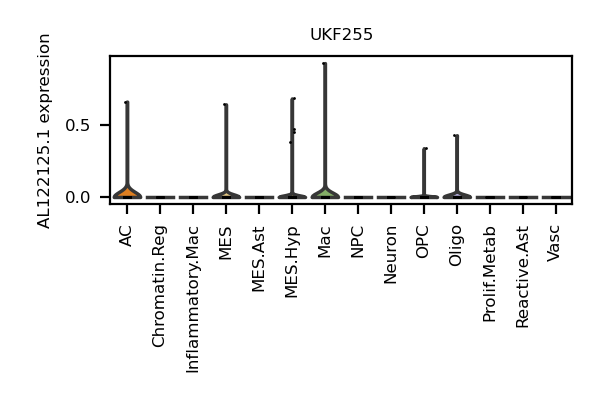 UKF255
AL122125.1 expression
0.5
0.0
AC
Chromatin.Reg
Inflammatory.Mac
MES
MES.Ast
MES.Hyp
Mac
NPC
Neuron
OPC
Oligo
Prolif.Metab
Reactive.Ast
Vasc